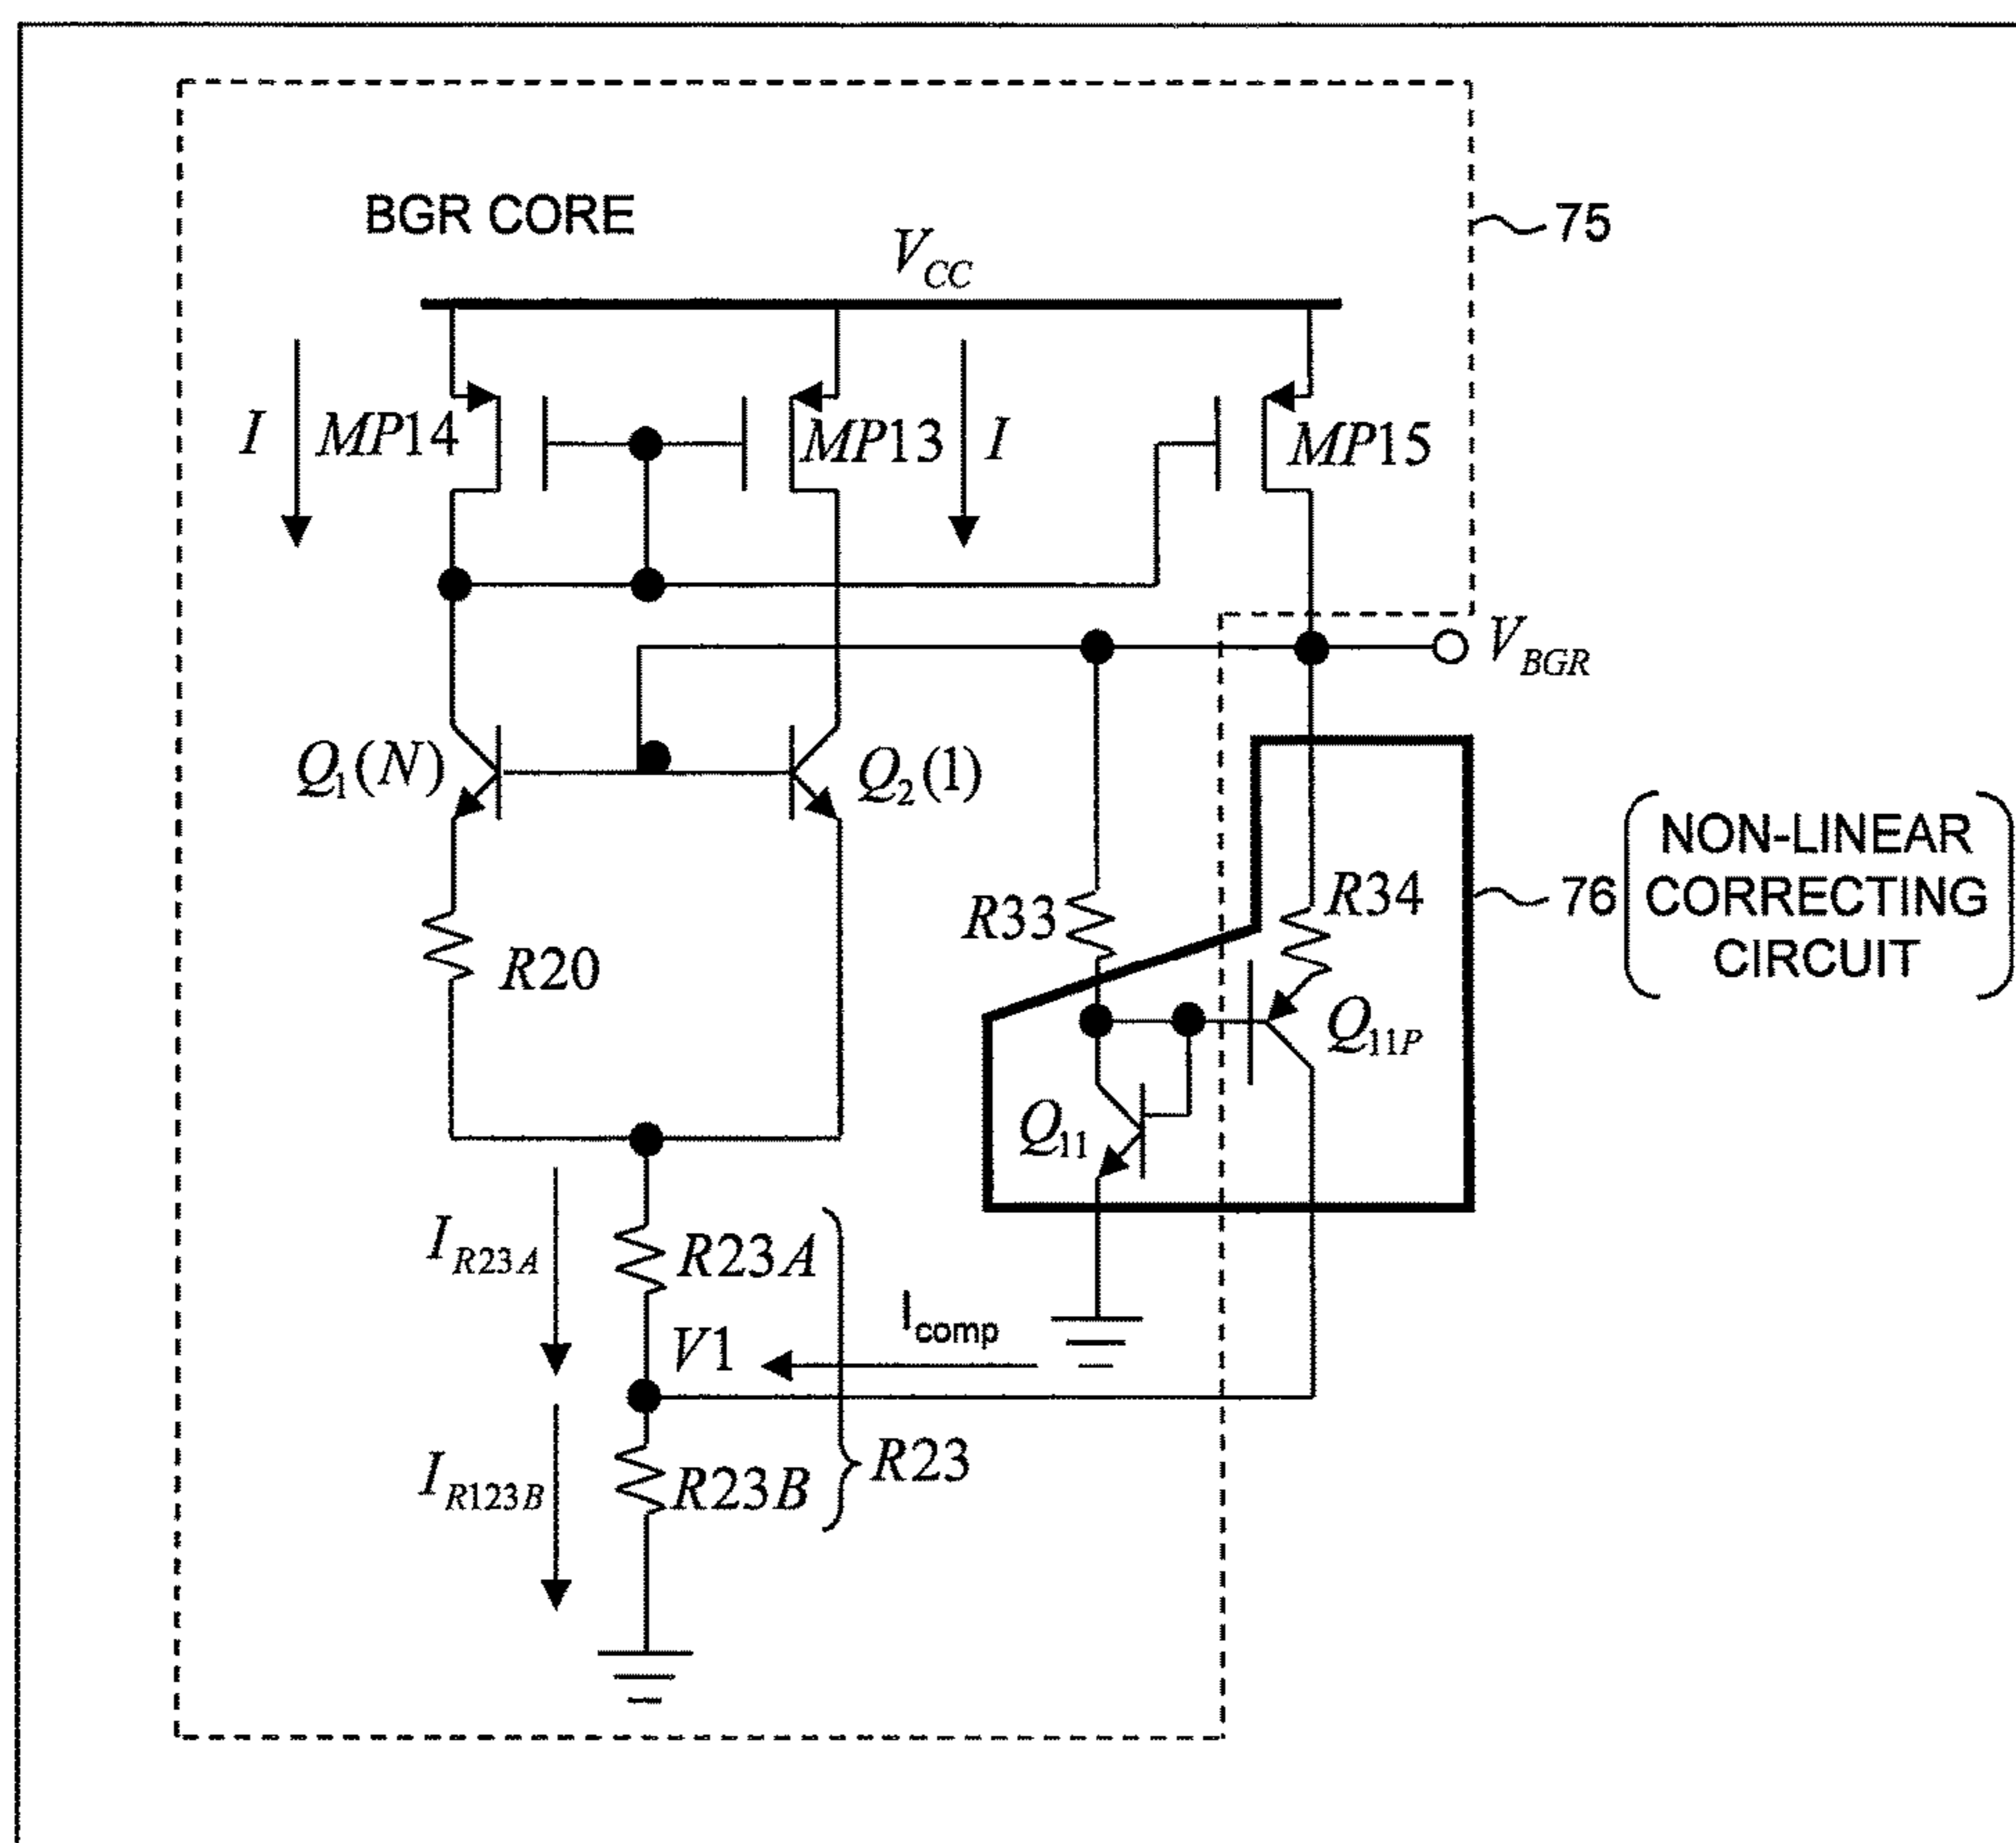 BGR CORE
75
VCC
I
MP14
MP13
I
MP15
VBGR
Q1(N)
Q2(1)
NON-LINEAR
76 CORRECTING
CIRCUIT
R33
R34
R20
Q11P
Q11
IR23A
R23A
Icomp
V1
R23
IR123B
R23B